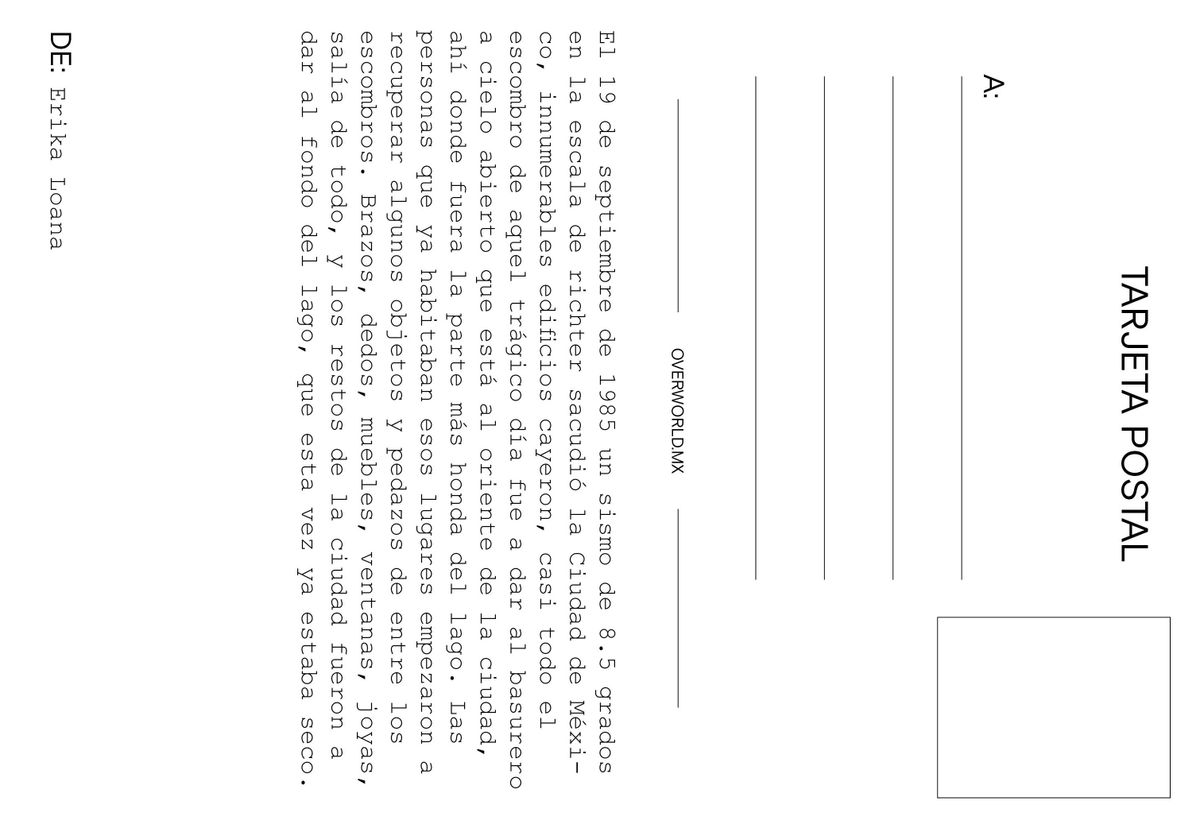 TARJETA POSTAL
A:
OVERWORLD.MX
El 19 de septiembre de 1985 un sismo de 8.5 grados
en la escala de richter sacudió la Ciudad de Méxi-
co, innumerables edificios cayeron, casi todo el
escombro de aquel trágico día fue a dar al basurero
a cielo abierto que está al oriente de la ciudad,
ahí donde fuera la parte más honda del lago. Las
personas que ya habitaban esos lugares empezaron a
recuperar algunos objetos y pedazos de entre los
escombros. Brazos, dedos, muebles, ventanas, joyas,
salía de todo, y los restos de la ciudad fueron a
dar al fondo del lago, que esta vez ya estaba seco.
DE: Erika Loana